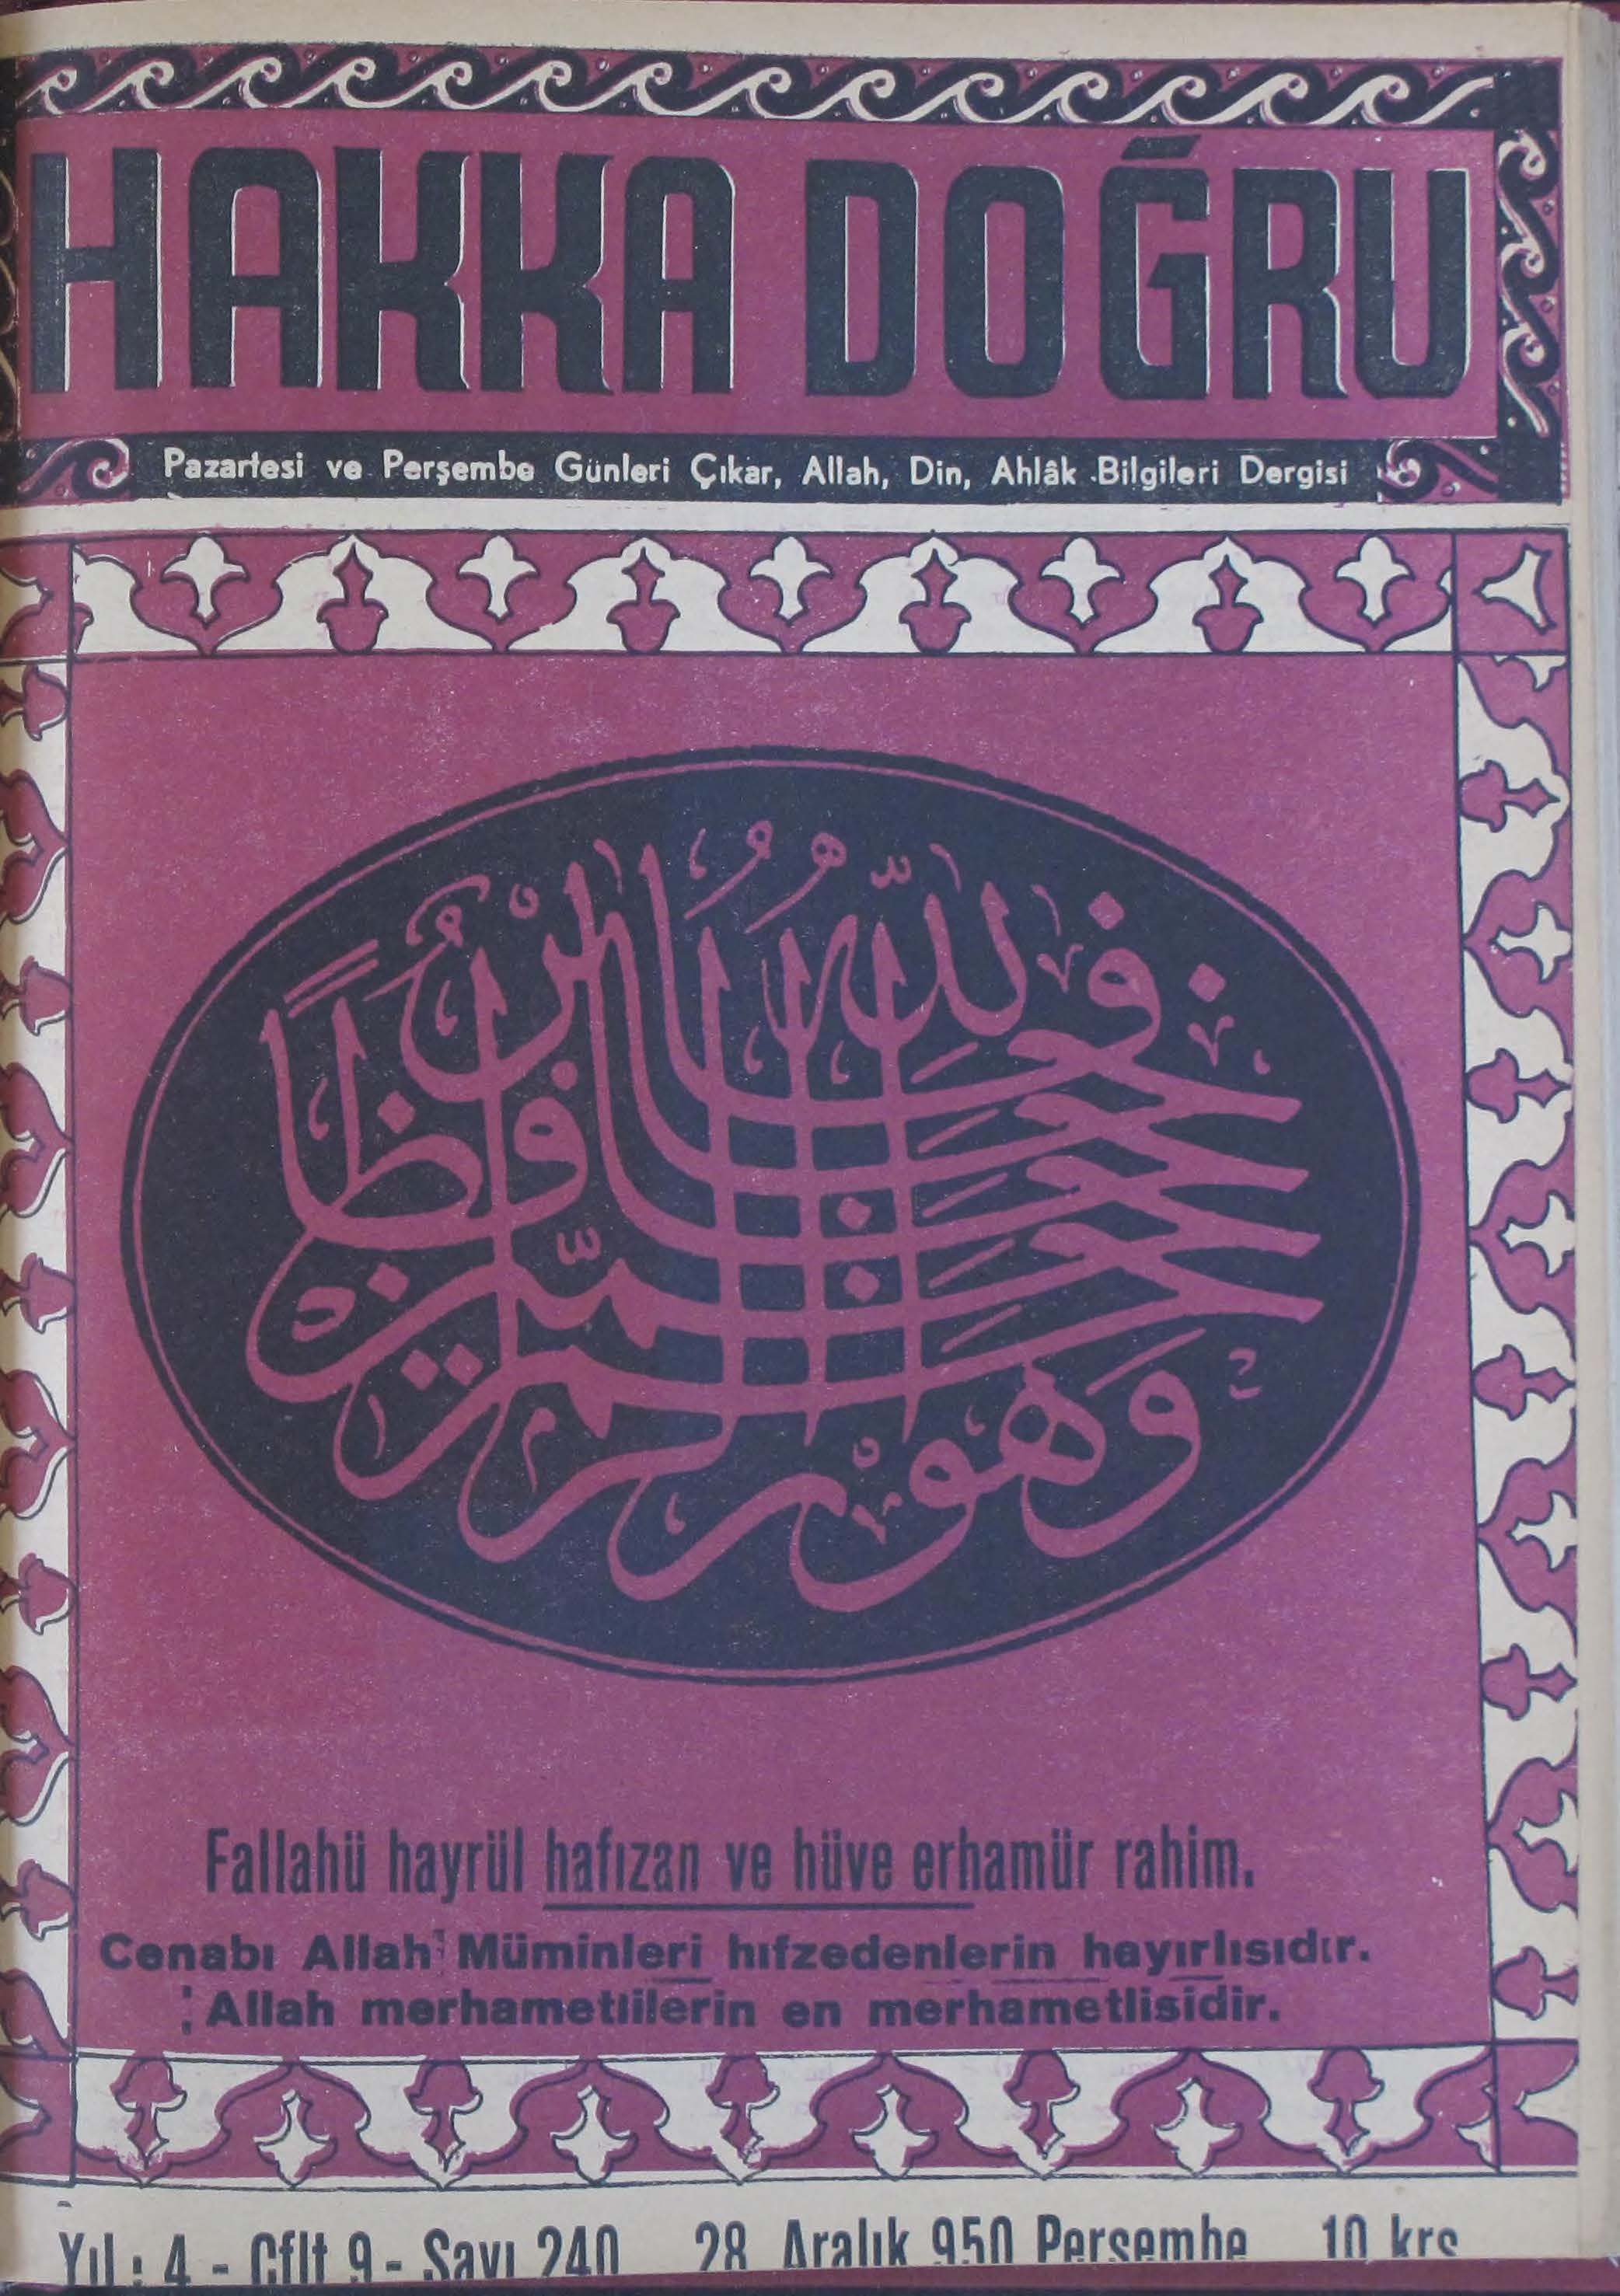 HAKKA DOĞRU
Pazartesi ve Perşembe Günleri Çıkar, Allah, Din, Ahlâk Bilgileri Dergisi
فالله خير حافظا وهو أرحم الراحمين
Fallahü hayrül hafızan ve hüve erhamür rahim.
Cenabı Allah Müminleri hıfzedenlerin hayırlısıdır.
Allah merhametlilerin en merhametlisidir.
Yıl : 4 - Cilt 9 - Sayı 240 28 Aralık 950 Perşembe 10 krş